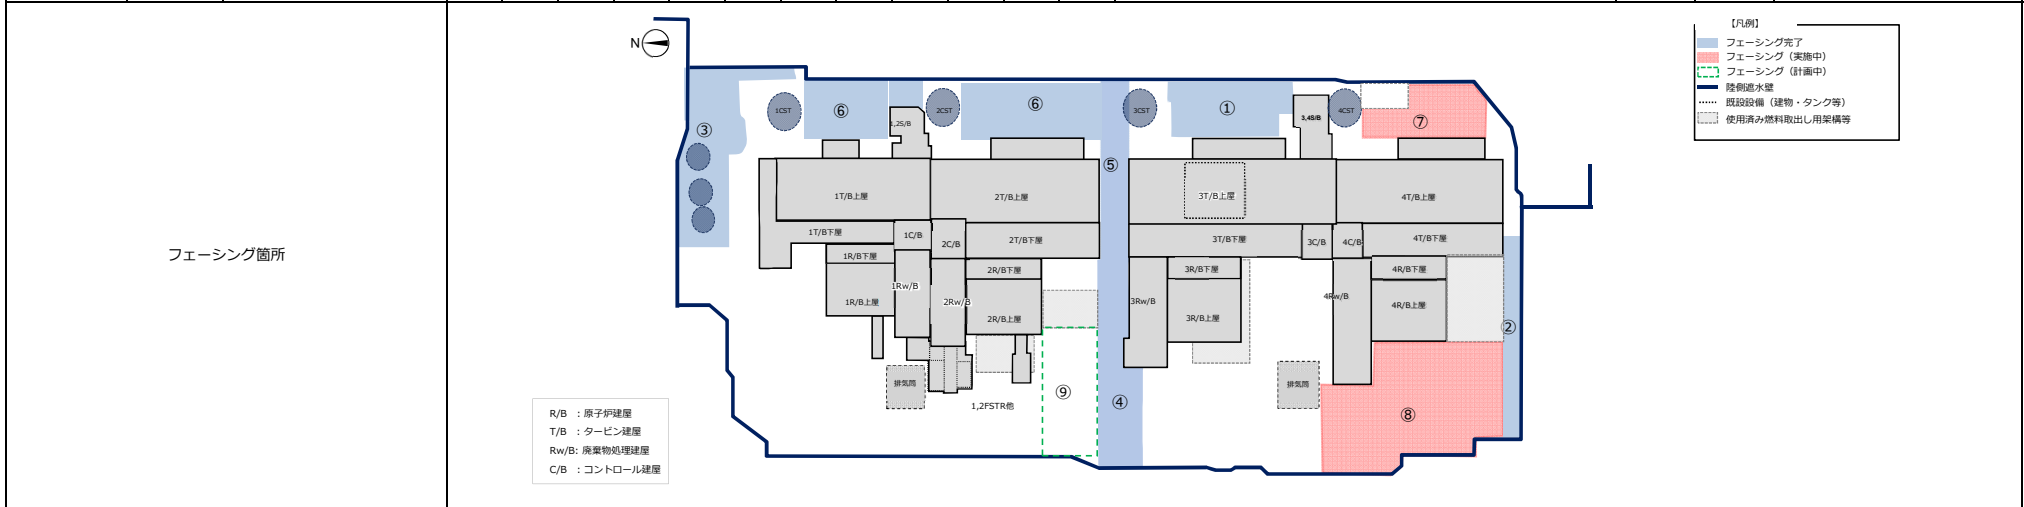 フェーシング箇所
N
【凡例】
フェーシング完了
フェーシング（実施中）
フェーシング（計画中）
陸側遮水壁
既設設備（建物・タンク等）
使用済み燃料取出し用架構等
1CST
⑥
1,2S/B
2CST
⑥
3CST
①
3,4S/B
4CST
⑦
③
⑤
1T/B上屋
2T/B上屋
3T/B上屋
4T/B上屋
1T/B下屋
1C/B
2C/B
2T/B下屋
3T/B下屋
3C/B
4C/B
4T/B下屋
1R/B下屋
2R/B下屋
3R/B下屋
4R/B下屋
1R/B上屋
1Rw/B
2Rw/B
2R/B上屋
3Rw/B
3R/B上屋
4Rw/B
4R/B上屋
②
排気筒
1,2FSTR他
⑨
④
排気筒
⑧
R/B ：原子炉建屋
T/B ：タービン建屋
Rw/B: 廃棄物処理建屋
C/B ：コントロール建屋